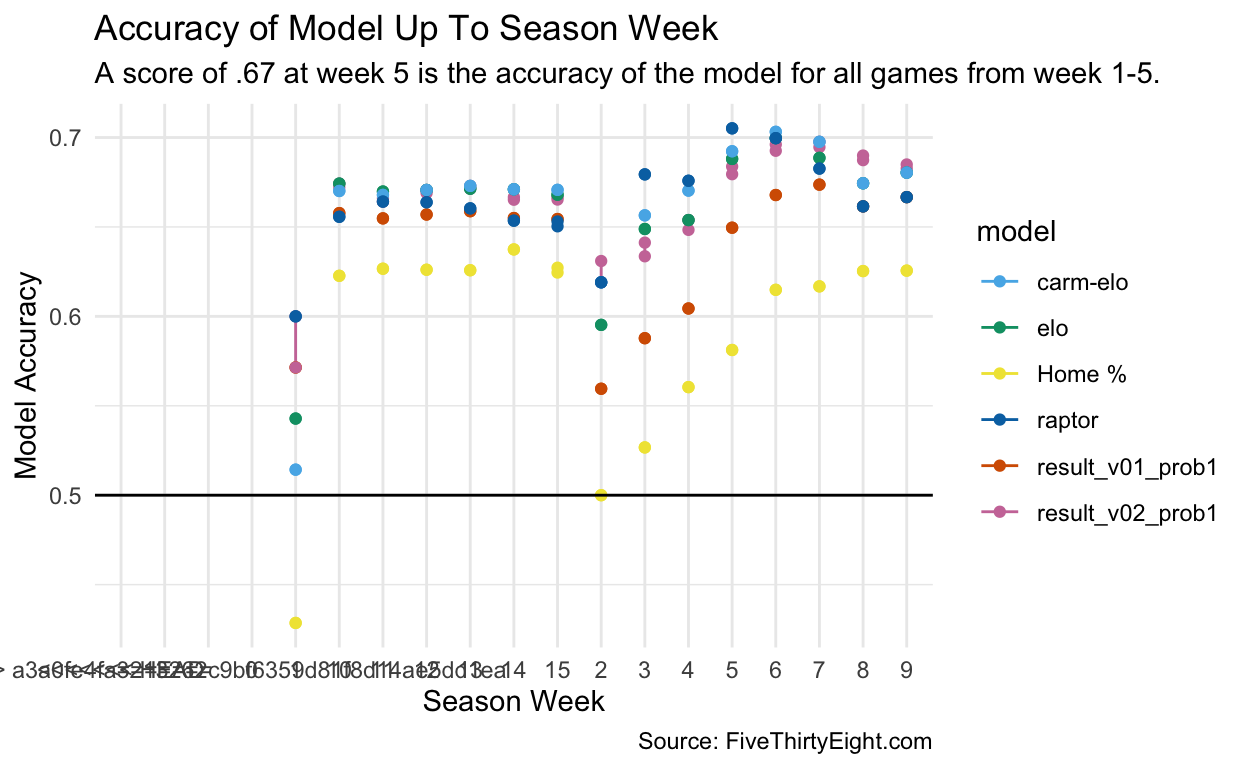 Accuracy of Model Up To Season Week
A score of .67 at week 5 is the accuracy of the model for all games from week 1-5.
Model Accuracy
0.7
0.6
0.5
14 15 2 3 4 5 6 7 8 9
Season Week
Source: FiveThirtyEight.com
model
carm-elo
elo
Home %
raptor
result_v01_prob1
result_v02_prob1